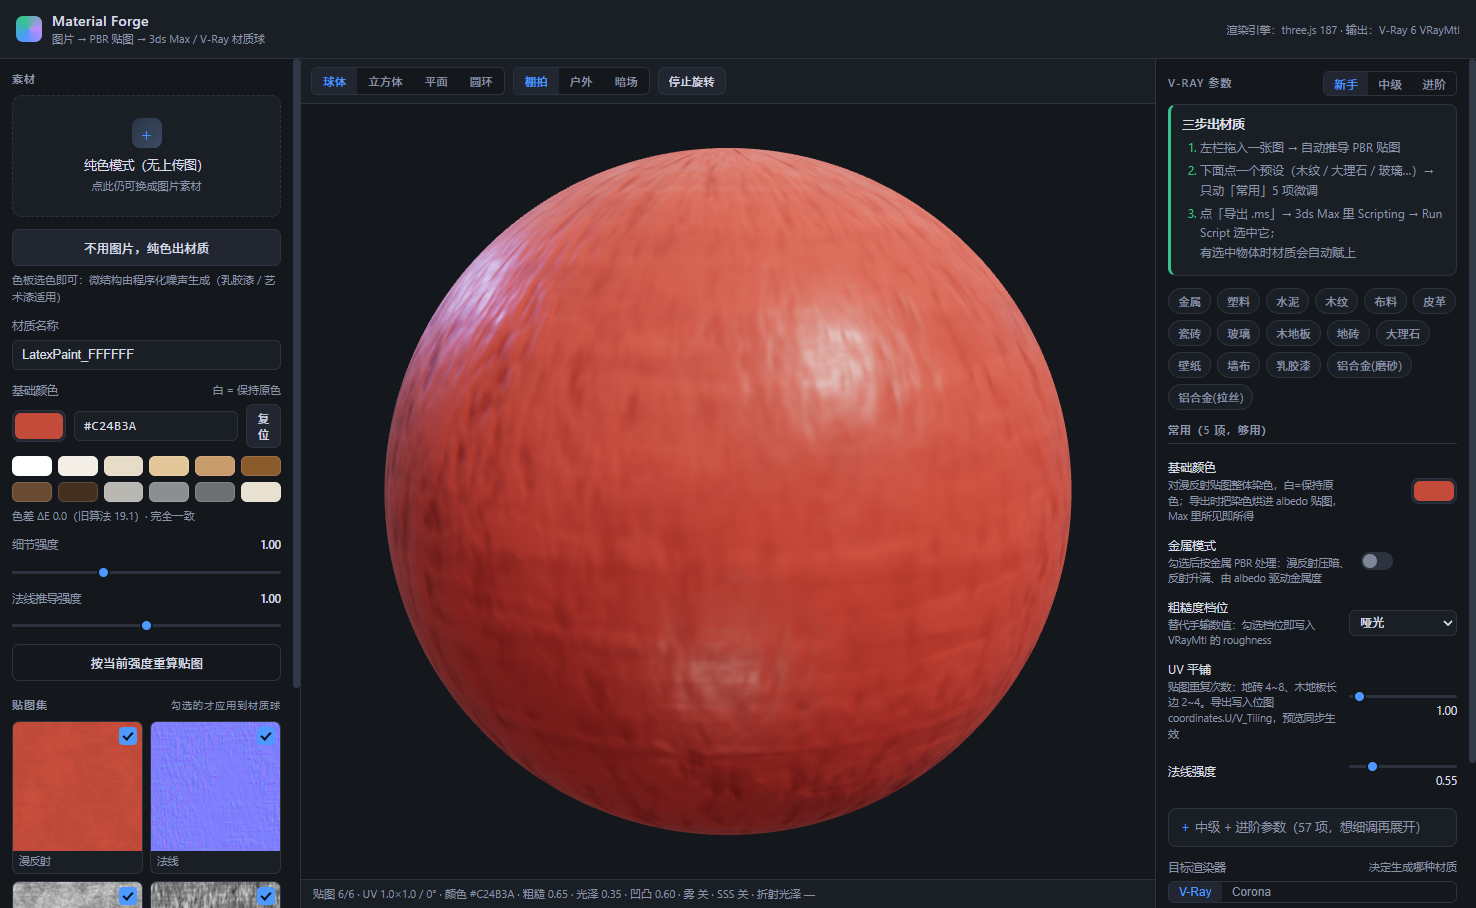 Material Forge
图片 → PBR 贴图 → 3ds Max / V-Ray 材质球
渲染引擎：three.js 187 · 输出：V-Ray 6 VRayMtl
素材
+
纯色模式（无上传图）
点此仍可换成图片素材
不用图片，纯色出材质
色板选色即可：微结构由程序化噪声生成（乳胶漆 / 艺
术漆适用）
材质名称
LatexPaint_FFFFFF
基础颜色
白 = 保持原色
#C24B3A
复
位
色差 ΔE 0.0（旧算法 19.1）· 完全一致
细节强度
1.00
法线推导强度
1.00
按当前强度重算贴图
贴图集
勾选的才应用到材质球
漫反射
法线
球体
立方体
平面
圆环
棚拍
户外
暗场
停止旋转
贴图 6/6 · UV 1.0×1.0 / 0° · 颜色 #C24B3A · 粗糙 0.65 · 光泽 0.35 · 凹凸 0.60 · 雾 关 · SSS 关 · 折射光泽 —
V-RAY 参数
新手
中级
进阶
三步出材质
1. 左栏拖入一张图 → 自动推导 PBR 贴图
2. 下面点一个预设（木纹 / 大理石 / 玻璃...）→
只动「常用」5 项微调
3. 点「导出 .ms」→ 3ds Max 里 Scripting → Run
Script 选中它；
有选中物体时材质会自动赋上
金属
塑料
水泥
木纹
布料
皮革
瓷砖
玻璃
木地板
地砖
大理石
壁纸
墙布
乳胶漆
铝合金(磨砂)
铝合金(拉丝)
常用（5 项，够用）
基础颜色
对漫反射贴图整体染色，白=保持原
色；导出时把染色烘进 albedo 贴图，
Max 里所见即所得
金属模式
勾选后按金属 PBR 处理：漫反射压暗、
反射升满、由 albedo 驱动金属度
粗糙度档位
替代手输数值：勾选档位即写入
VRayMtl 的 roughness
哑光
UV 平铺
贴图重复次数：地砖 4~8、木地板长
边 2~4。导出写入位图
coordinates.U/V_Tiling，预览同步生
效
1.00
法线强度
0.55
+ 中级 + 进阶参数（57 项，想细调再展开）
目标渲染器
决定生成哪种材质
V-Ray
Corona